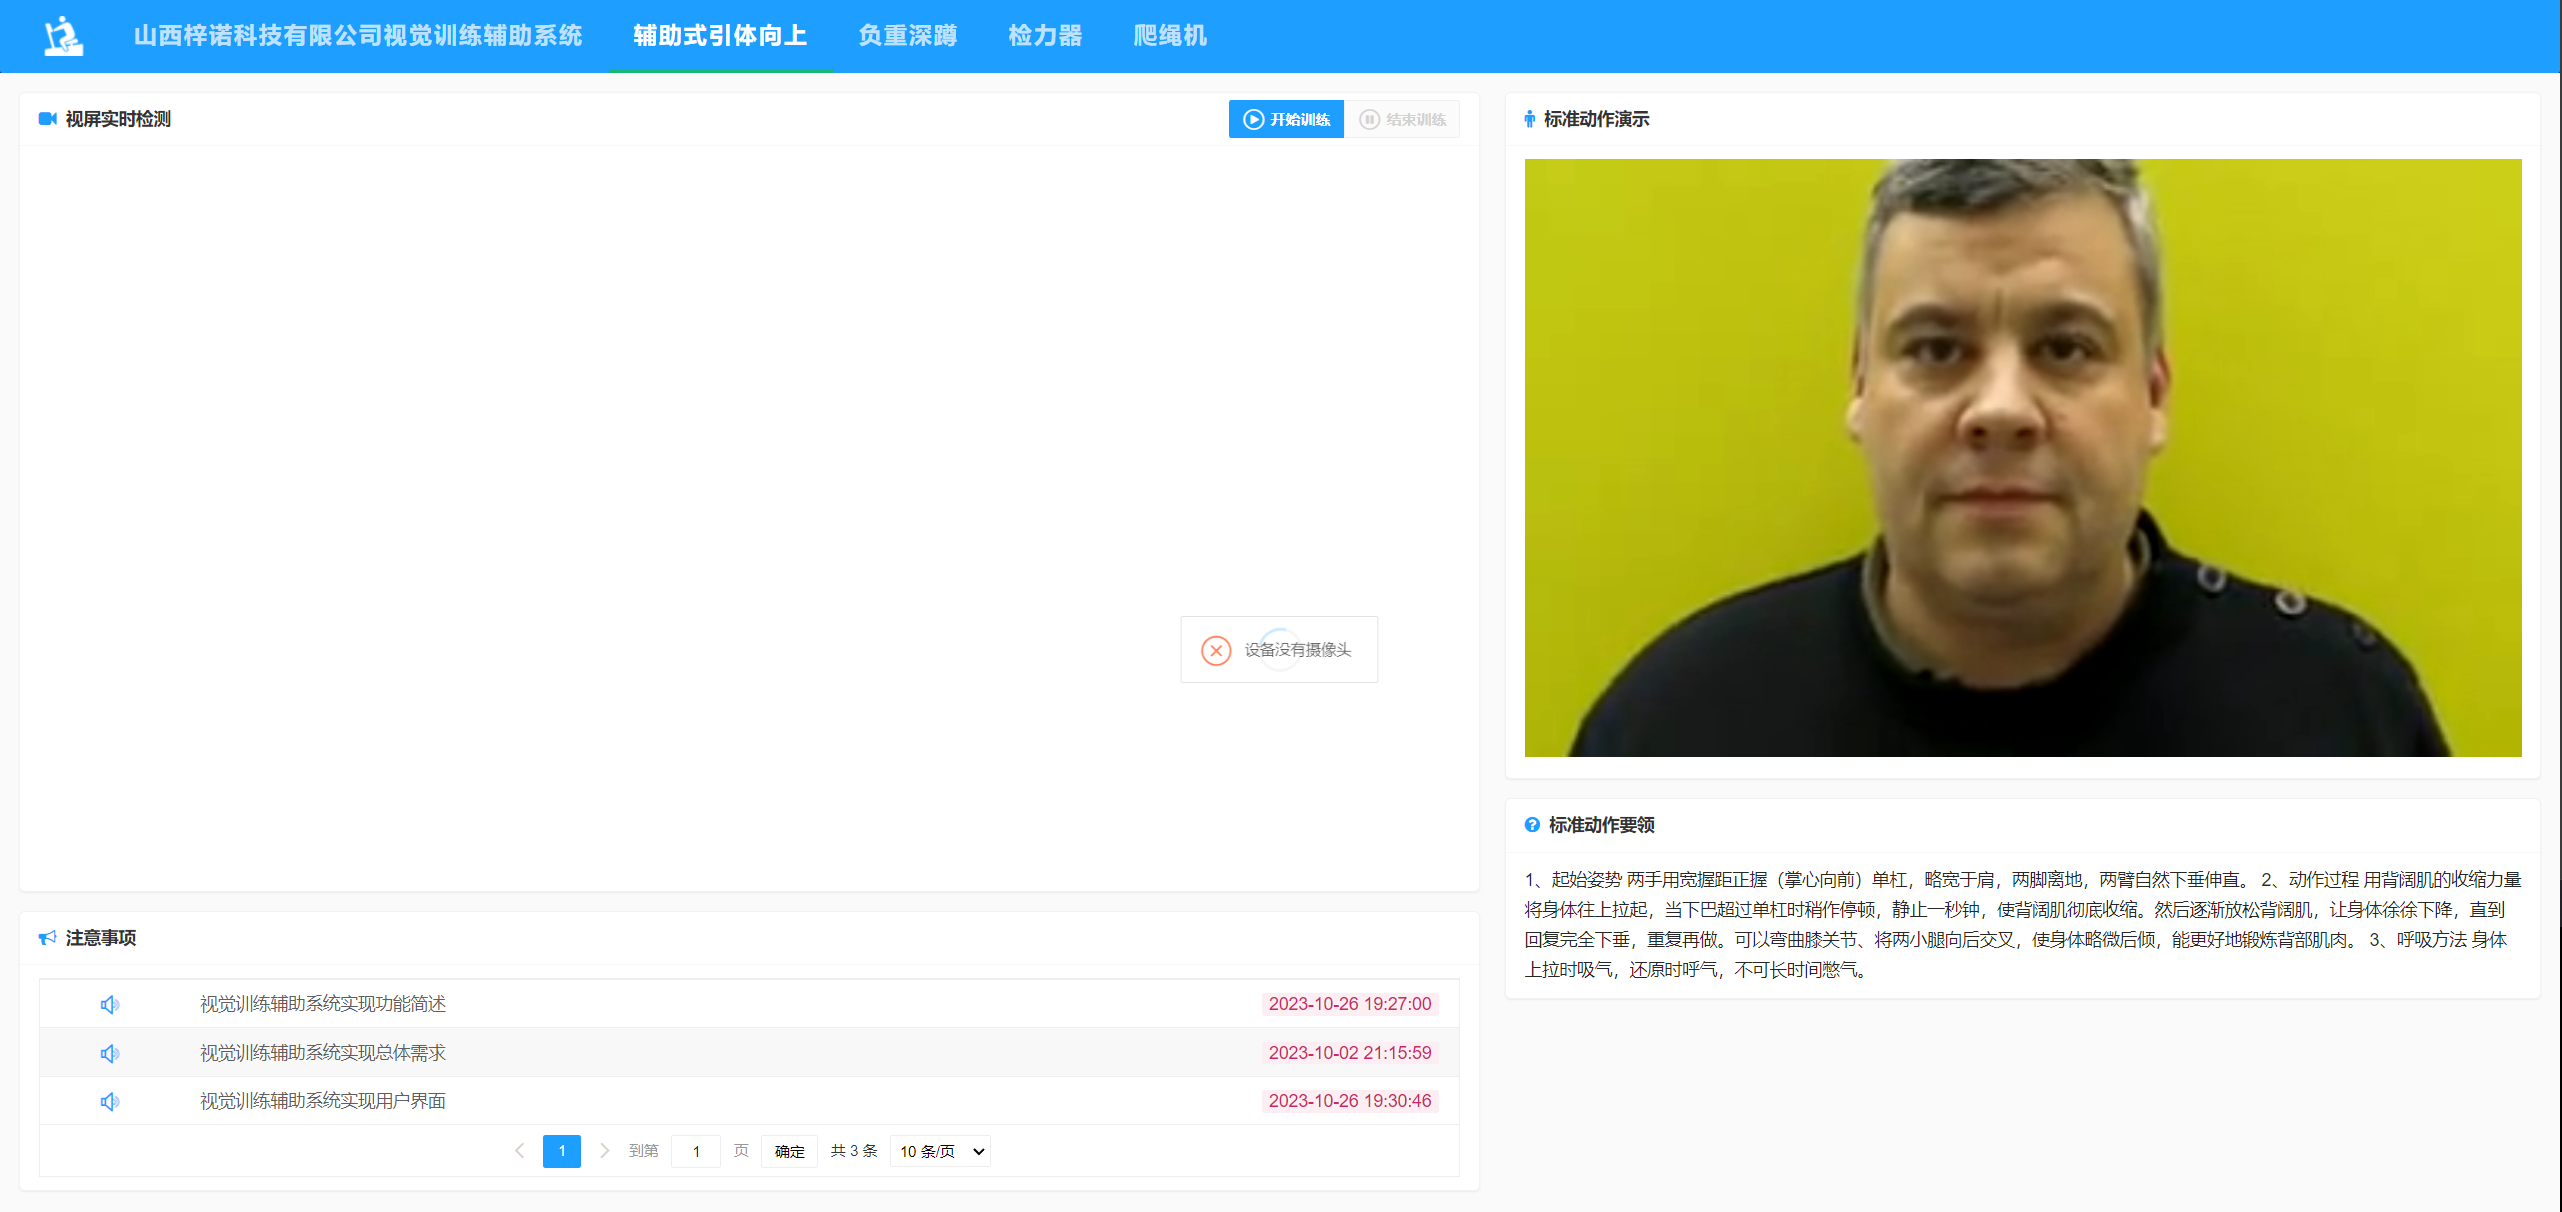 山西梓诺科技有限公司视觉训练辅助系统 辅助式引体向上 负重深蹲 检力器 爬绳机
视屏实时检测 开始训练 结束训练
设备没有摄像头
注意事项
视觉训练辅助系统实现功能简述 2023-10-26 19:27:00
视觉训练辅助系统实现总体需求 2023-10-02 21:15:59
视觉训练辅助系统实现用户界面 2023-10-26 19:30:46
1 到第 1 页 确定 共 3 条 10 条/页
标准动作演示
标准动作要领
1、起始姿势 两手用宽握距正握（掌心向前）单杠，略宽于肩，两脚离地，两臂自然下垂伸直。 2、动作过程 用背阔肌的收缩力量
将身体往上拉起，当下巴超过单杠时稍作停顿，静止一秒钟，使背阔肌彻底收缩。然后逐渐放松背阔肌，让身体徐徐下降，直到
回复完全下垂，重复再做。可以弯曲膝关节、将两小腿向后交叉，使身体略微后倾，能更好地锻炼背部肌肉。 3、呼吸方法 身体
上拉时吸气，还原时呼气，不可长时间憋气。